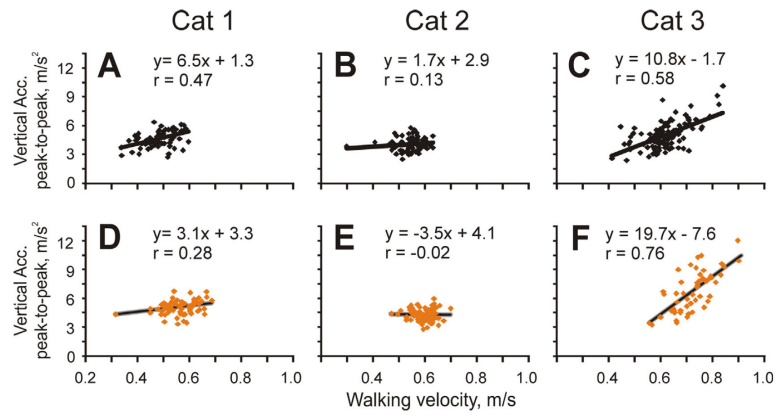 Cat 1
Cat 2
Cat 3
Vertical Acc.
peak-to-peak, m/s²
12
9
6
3
0
A
y= 6.5x + 1.3
r = 0.47
B
y = 1.7x + 2.9
r = 0.13
C
y = 10.8x - 1.7
r = 0.58
Vertical Acc.
peak-to-peak, m/s²
12
9
6
3
0
D
y= 3.1x + 3.3
r = 0.28
E
y = -3.5x + 4.1
r = -0.02
F
y = 19.7x - 7.6
r = 0.76
0.2 0.4 0.6 0.8 1.0
0.4 0.6 0.8 1.0
0.4 0.6 0.8 1.0
Walking velocity, m/s